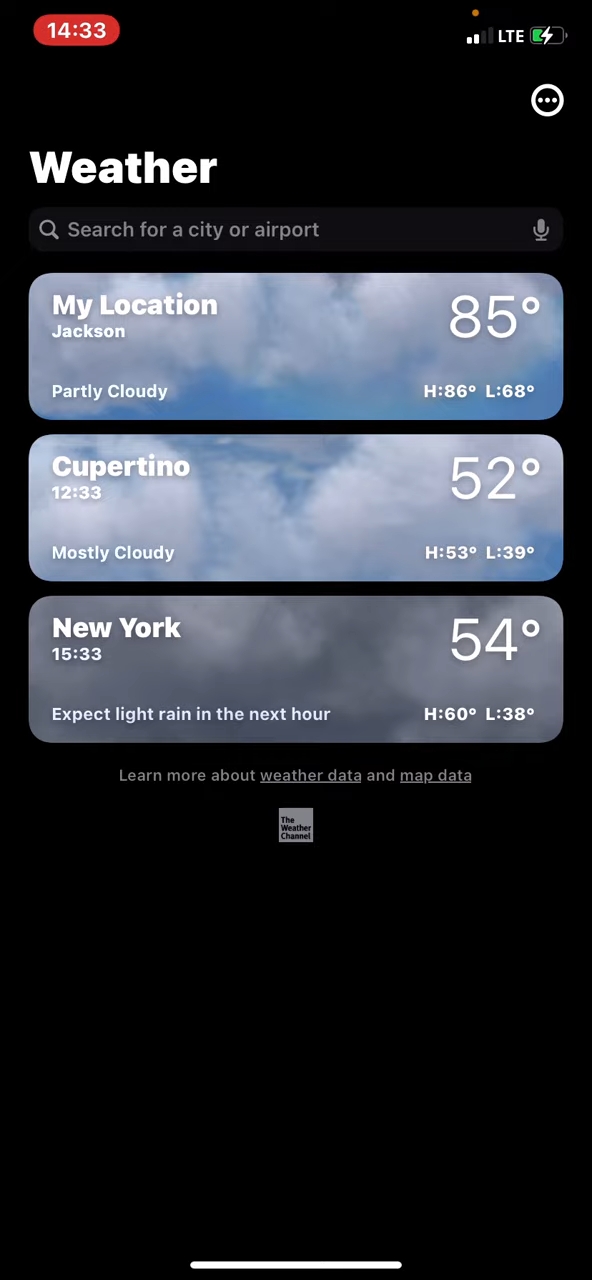 14:33
LTE
Weather
Search for a city or airport
My Location
85°
Jackson
Partly Cloudy
H:86° L:68°
Cupertino
52°
12:33
Mostly Cloudy
H:53° L:39°
New York
54°
15:33
Expect light rain in the next hour
H:60° L:38°
Learn more about weather data and map data
The
Weather
Channel